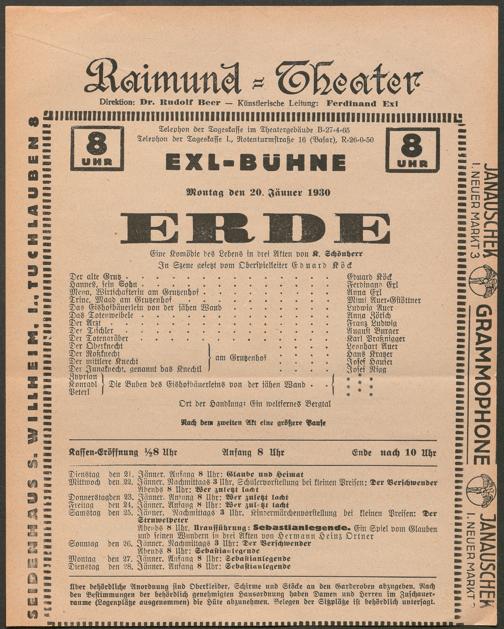 Raimund-Theater
Direktion: Dr. Rudolf Beer — Künstlerische Leitung: Ferdinand Exl
8 UHR
Telephon der Tageskasse im Theatergebäude B-27-4-65
Telephon der Tageskasse I., Rotenturmstraße 16 (Basar), R-26-0-50
8 UHR
EXL-BÜHNE
Montag den 20. Jänner 1930
ERDE
Eine Komödie des Lebens in drei Akten von K. Schönherr
In Szene gesetzt vom Oberspielleiter Eduard Köck
Der alte Grutz . . . Eduard Köck
Hannes, sein Sohn . . . Ferdinand Exl
Mena, Wirtschafterin am Grutzenhof . . . Anna Exl
Trine, Magd am Grutzenhof . . . Mimi Auer-Gstöttner
Das Eishofbäuerlein von der hähen Wand . . . Ludwig Auer
Das Totenweibele . . . Anna Zötsch
Der Arzt . . . Franz Ludwig
Der Tischler . . . August Burger
Der Totengräber . . . Karl Proßnigger
Der Oberknecht . . . Leonhart Auer
Der Roßknecht } am Grutzenhof . . . Hans Kratzer
Der mittlere Knecht . . . Josef Hauser
Der Jungknecht, genannt das Knechtl . . . Josef Nigg
Zyprian
Konradl } Die Buben des Eishofbäuerleins von der hähen Wand . . . { * * *
Peterl
Ort der Handlung: Ein weltfernes Bergtal
Nach dem zweiten Akt eine größere Pause
Kassen-Eröffnung ½8 Uhr Anfang 8 Uhr Ende nach 10 Uhr
Dienstag den 21. Jänner. Anfang 8 Uhr: Glaube und Heimat
Mittwoch den 22. Jänner. Nachmittags 3 Uhr, Schülervorstellung bei kleinen Preisen: Der Verschwender
Abends 8 Uhr: Wer zuletzt lacht
Donnerstag den 23. Jänner. Anfang 8 Uhr: Wer zuletzt lacht
Freitag den 24. Jänner. Anfang 8 Uhr: Wer zuletzt lacht
Samstag den 25. Jänner. Nachmittags 3 Uhr, Kindermärchenvorstellung bei kleinen Preisen: Der
Struwelpeter
Abends 8 Uhr: Uraufführung: Sebastianlegende. Ein Spiel vom Glauben
und seinen Wundern in drei Akten von Hermann Heinz Ortner
Sonntag den 26. Jänner. Nachmittags 3 Uhr: Der Verschwender
Abends 8 Uhr: Sebastianlegende
Montag den 27. Jänner. Anfang 8 Uhr: Sebastianlegende
Dienstag den 28. Jänner. Anfang 8 Uhr: Sebastianlegende
Über behördliche Anordnung sind Oberkleider, Schirme und Stöcke an den Garderoben abzugeben. Nach
den Bestimmungen der behördlich genehmigten Hausordnung haben Damen und Herren im Zuschauer-
raume (Logenplätze ausgenommen) die Hüte abzunehmen. Belegen der Sitzplätze ist behördlich untersagt.
SEIDENHAUS S. WILLHEIM, I., TUCHLAUBEN 8
JANAUSCHEK
I. NEUER MARKT 3
GRAMMOPHONE
JANAUSCHEK
I. NEUER MARKT